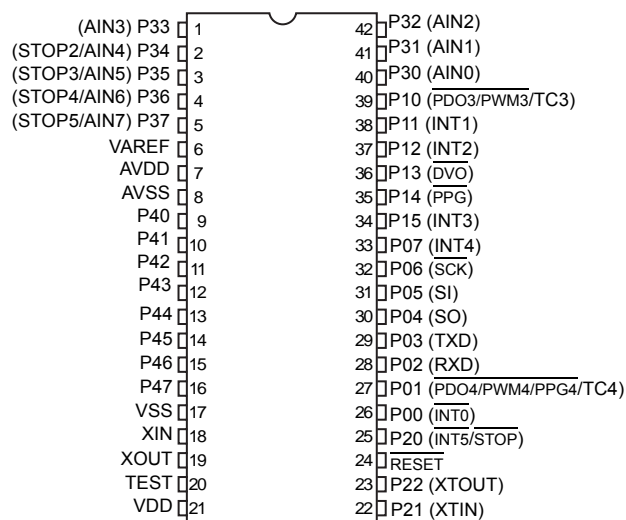 (AIN3) P33 1
(STOP2/AIN4) P34 2
(STOP3/AIN5) P35 3
(STOP4/AIN6) P36 4
(STOP5/AIN7) P37 5
VAREF 6
AVDD 7
AVSS 8
P40 9
P41 10
P42 11
P43 12
P44 13
P45 14
P46 15
P47 16
VSS 17
XIN 18
XOUT 19
TEST 20
VDD 21
42 P32 (AIN2)
41 P31 (AIN1)
40 P30 (AIN0)
39 P10 (PDO3/PWM3/TC3)
38 P11 (INT1)
37 P12 (INT2)
36 P13 (DVO)
35 P14 (PPG)
34 P15 (INT3)
33 P07 (INT4)
32 P06 (SCK)
31 P05 (SI)
30 P04 (SO)
29 P03 (TXD)
28 P02 (RXD)
27 P01 (PDO4/PWM4/PPG4/TC4)
26 P00 (INT0)
25 P20 (INT5/STOP)
24 RESET
23 P22 (XTOUT)
22 P21 (XTIN)